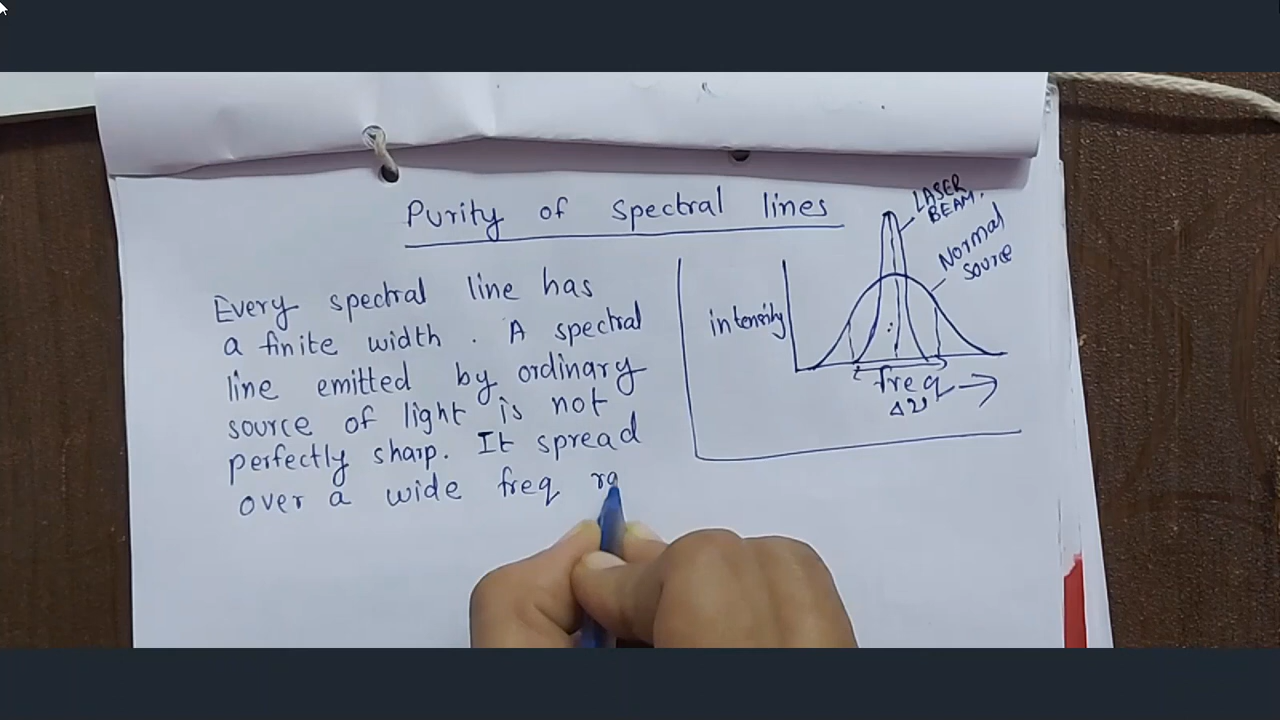 Purity of spectral lines
Every spectral line has
a finite width. A spectral
line emitted by ordinary
source of light is not
perfectly sharp. It spread
over a wide freq ra
LASER
BEAM.
Normal
source
intensity
freq →
Δν